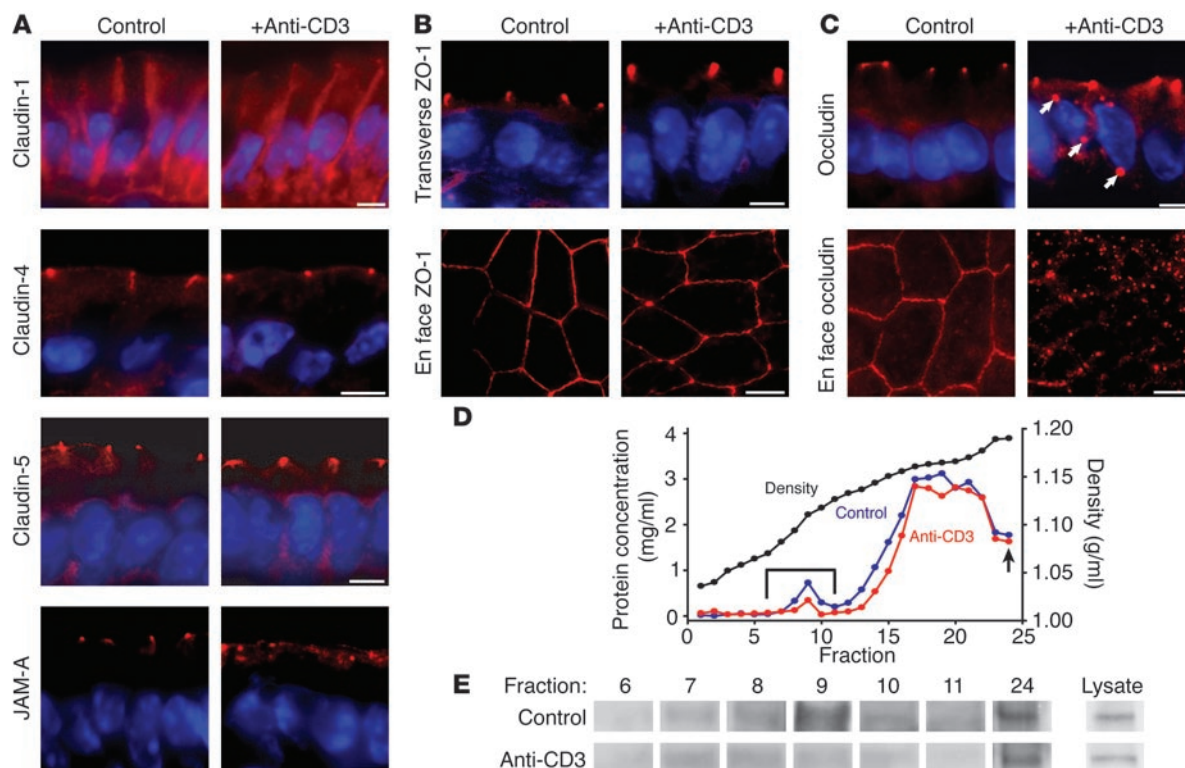 A Control +Anti-CD3
Claudin-1
Claudin-4
Claudin-5
JAM-A
B Control +Anti-CD3
Transverse ZO-1
En face ZO-1
C Control +Anti-CD3
Occludin
En face occludin
D
Protein concentration
(mg/ml)
4
3
2
1
0
Density
Control
Anti-CD3
1.20
1.15
1.10
1.05
1.00
Density (g/ml)
0 5 10 15 20 25
Fraction
E Fraction: 6 7 8 9 10 11 24 Lysate
Control
Anti-CD3